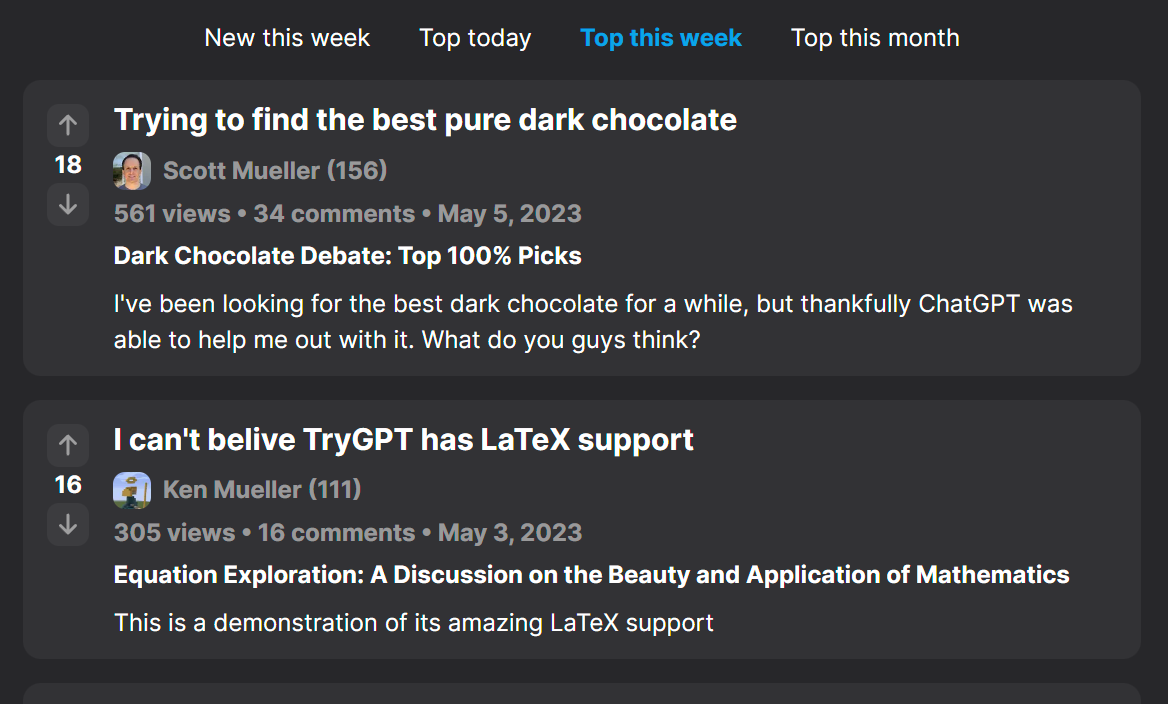 New this week Top today Top this week Top this month
Trying to find the best pure dark chocolate
18
Scott Mueller (156)
561 views • 34 comments • May 5, 2023
Dark Chocolate Debate: Top 100% Picks
I've been looking for the best dark chocolate for a while, but thankfully ChatGPT was
able to help me out with it. What do you guys think?
I can't belive TryGPT has LaTeX support
16
Ken Mueller (111)
305 views • 16 comments • May 3, 2023
Equation Exploration: A Discussion on the Beauty and Application of Mathematics
This is a demonstration of its amazing LaTeX support